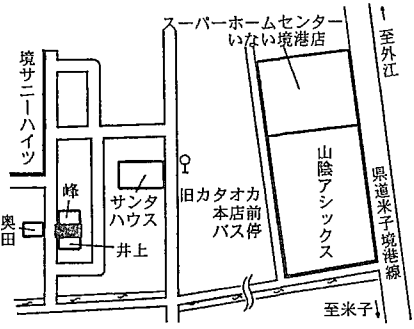 スーパーホームセンター
いない境港店
至外江
境サニーハイツ
山陰アシックス
県道米子境港線
旧カタオカ
本店前
バス停
サンタ
ハウス
峰
奥田
井上
至米子